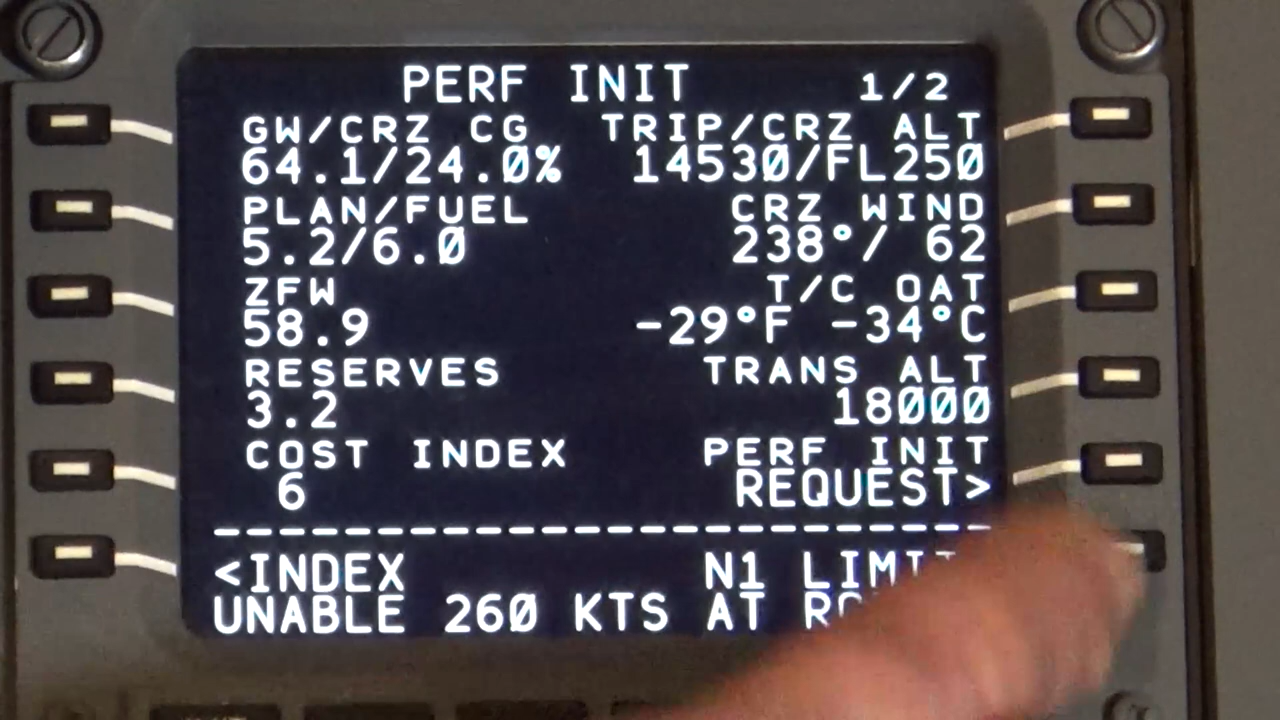 PERF INIT 1/2
GW/CRZ CG TRIP/CRZ ALT
64.1/24.0% 14530/FL250
PLAN/FUEL CRZ WIND
5.2/6.0 238°/ 62
ZFW T/C OAT
58.9 -29°F -34°C
RESERVES TRANS ALT
3.2 18000
COST INDEX PERF INIT
6 REQUEST>
------------------------
<INDEX N1 LIMIT
UNABLE 260 KTS AT